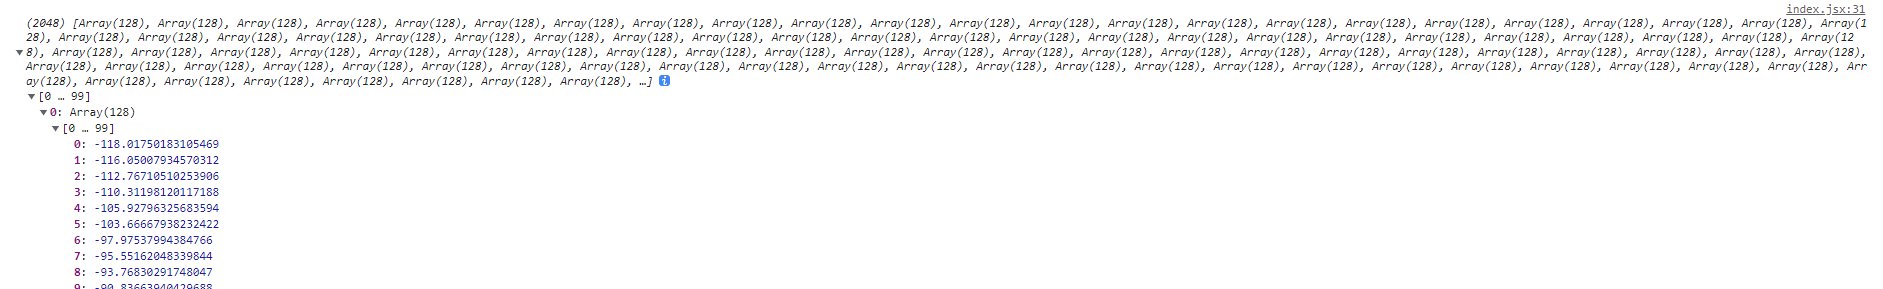 index.jsx:31
(2048) [Array(128), Array(128), Array(128), Array(128), Array(128), Array(128), Array(128), Array(128), Array(128), Array(128), Array(128), Array(128), Array(128), Array(128), Array(128), Array(128), Array(128), Array(128), Array(128), Array(128), Array(128), Array(128), Array(1
28), Array(128), Array(128), Array(128), Array(128), Array(128), Array(128), Array(128), Array(128), Array(128), Array(128), Array(128), Array(128), Array(128), Array(128), Array(128), Array(128), Array(128), Array(128), Array(128), Array(128), Array(128), Array(128), Array(12
8), Array(128), Array(128), Array(128), Array(128), Array(128), Array(128), Array(128), Array(128), Array(128), Array(128), Array(128), Array(128), Array(128), Array(128), Array(128), Array(128), Array(128), Array(128), Array(128), Array(128), Array(128), Array(128), Array(128),
Array(128), Array(128), Array(128), Array(128), Array(128), Array(128), Array(128), Array(128), Array(128), Array(128), Array(128), Array(128), Array(128), Array(128), Array(128), Array(128), Array(128), Array(128), Array(128), Array(128), Array(128), Array(128), Array(128), Arr
ay(128), Array(128), Array(128), Array(128), Array(128), Array(128), Array(128), Array(128), …] i
[0 … 99]
0: Array(128)
[0 … 99]
0: -118.01750183105469
1: -116.05007934570312
2: -112.76710510253906
3: -110.31198120117188
4: -105.92796325683594
5: -103.66667938232422
6: -97.97537994384766
7: -95.55162048339844
8: -93.76830291748047
9: -90.83663940429688